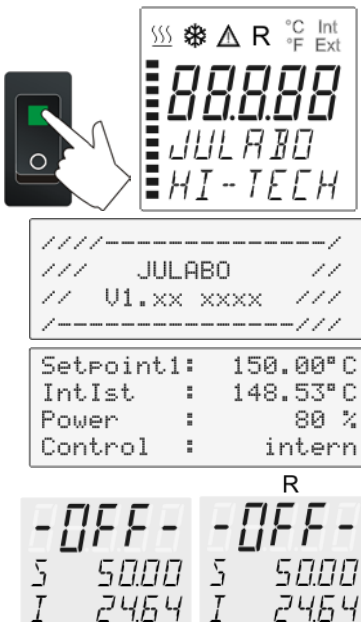 R °C Int
°F Ext
88.8.8.8
JULABO
HI-TECH
////--------------/
/// JULABO //
// V1.xx xxxx ///
/--------------///
Setpoint1: 150.00°C
IntIst : 148.53°C
Power : 80 %
Control : intern
-OFF-
S 50.00
I 24.64
R
-OFF-
S 50.00
I 24.64